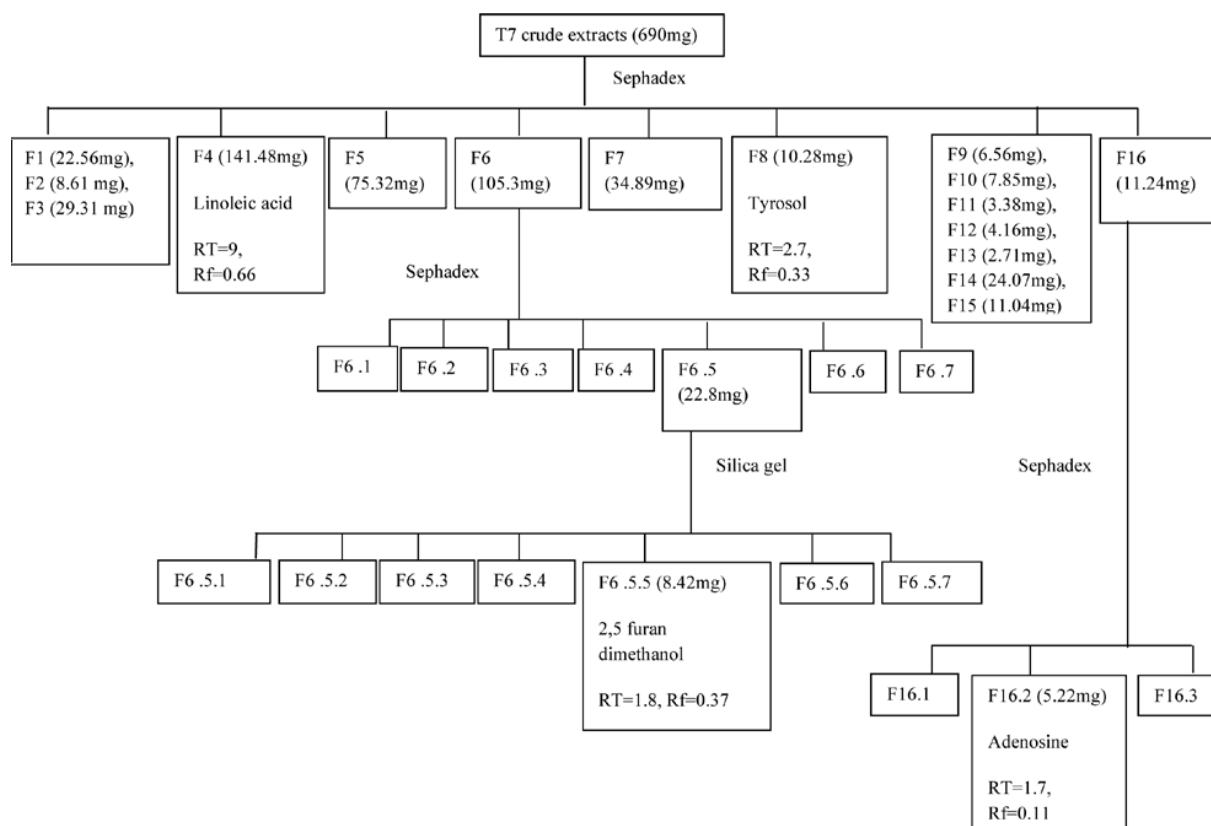 T7 crude extracts (690mg)
Sephadex
F1 (22.56mg),
F2 (8.61 mg),
F3 (29.31 mg)
F4 (141.48mg)
Linoleic acid
RT=9,
Rf=0.66
F5
(75.32mg)
F6
(105.3mg)
F7
(34.89mg)
F8 (10.28mg)
Tyrosol
RT=2.7,
Rf=0.33
F9 (6.56mg),
F10 (7.85mg),
F11 (3.38mg),
F12 (4.16mg),
F13 (2.71mg),
F14 (24.07mg),
F15 (11.04mg)
F16
(11.24mg)
Sephadex
F6 .1
F6 .2
F6 .3
F6 .4
F6 .5
(22.8mg)
F6 .6
F6 .7
Silica gel
Sephadex
F6 .5.1
F6 .5.2
F6 .5.3
F6 .5.4
F6 .5.5 (8.42mg)
2,5 furan
dimethanol
RT=1.8, Rf=0.37
F6 .5.6
F6 .5.7
F16.1
F16.2 (5.22mg)
Adenosine
RT=1.7,
Rf=0.11
F16.3